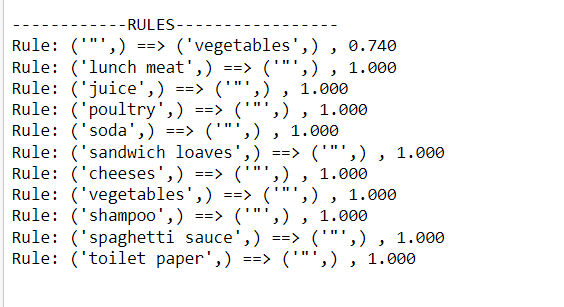 ------------RULES-----------------
Rule: ('"',) ==> ('vegetables',) , 0.740
Rule: ('lunch meat',) ==> ('"',) , 1.000
Rule: ('juice',) ==> ('"',) , 1.000
Rule: ('poultry',) ==> ('"',) , 1.000
Rule: ('soda',) ==> ('"',) , 1.000
Rule: ('sandwich loaves',) ==> ('"',) , 1.000
Rule: ('cheeses',) ==> ('"',) , 1.000
Rule: ('vegetables',) ==> ('"',) , 1.000
Rule: ('shampoo',) ==> ('"',) , 1.000
Rule: ('spaghetti sauce',) ==> ('"',) , 1.000
Rule: ('toilet paper',) ==> ('"',) , 1.000